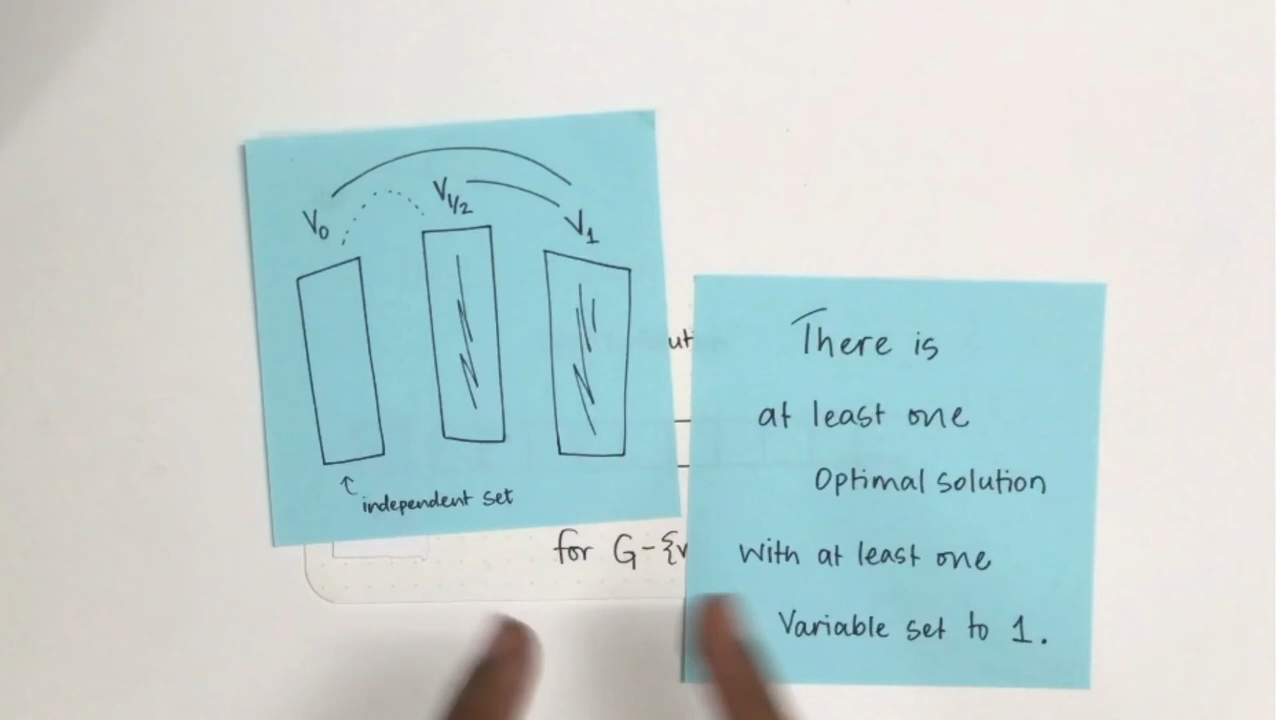 V0
V1/2
V1
independent set
There is
at least one
Optimal solution
with at least one
Variable set to 1.
for G-{v